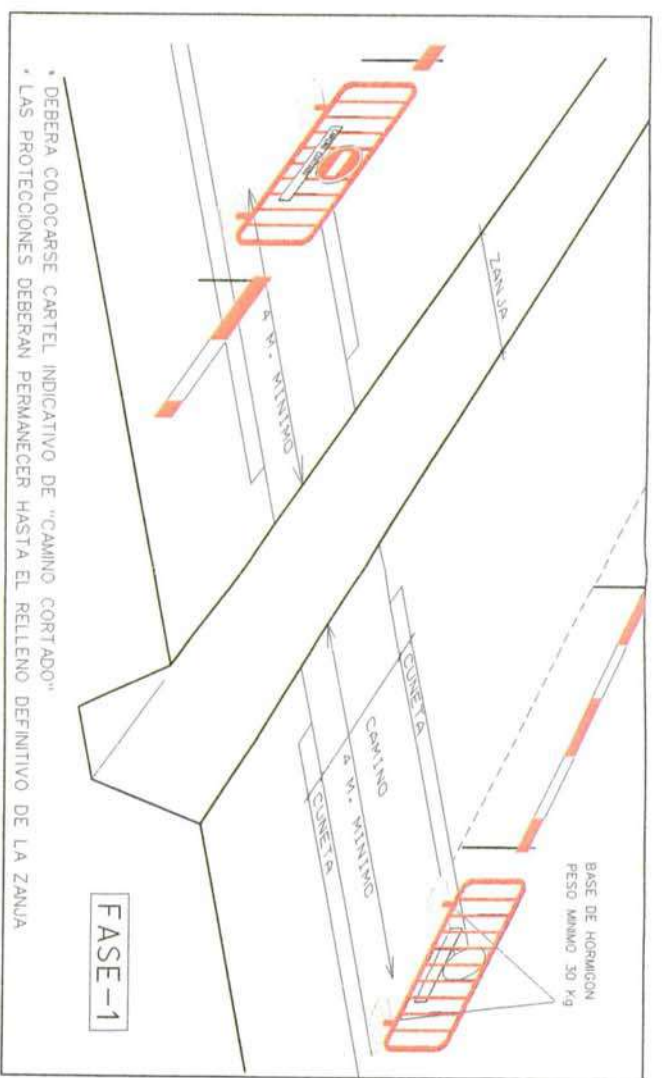 ZANJA
BASE DE HORMIGON
PESO MINIMO 30 Kg
4 M. MINIMO
CUNETA
CAMINO
4 M. MINIMO
CUNETA
FASE-1
* DEBERA COLOCARSE CARTEL INDICATIVO DE "CAMINO CORTADO"
* LAS PROTECCIONES DEBERAN PERMANECER HASTA EL RELLENO DEFINITIVO DE LA ZANJA